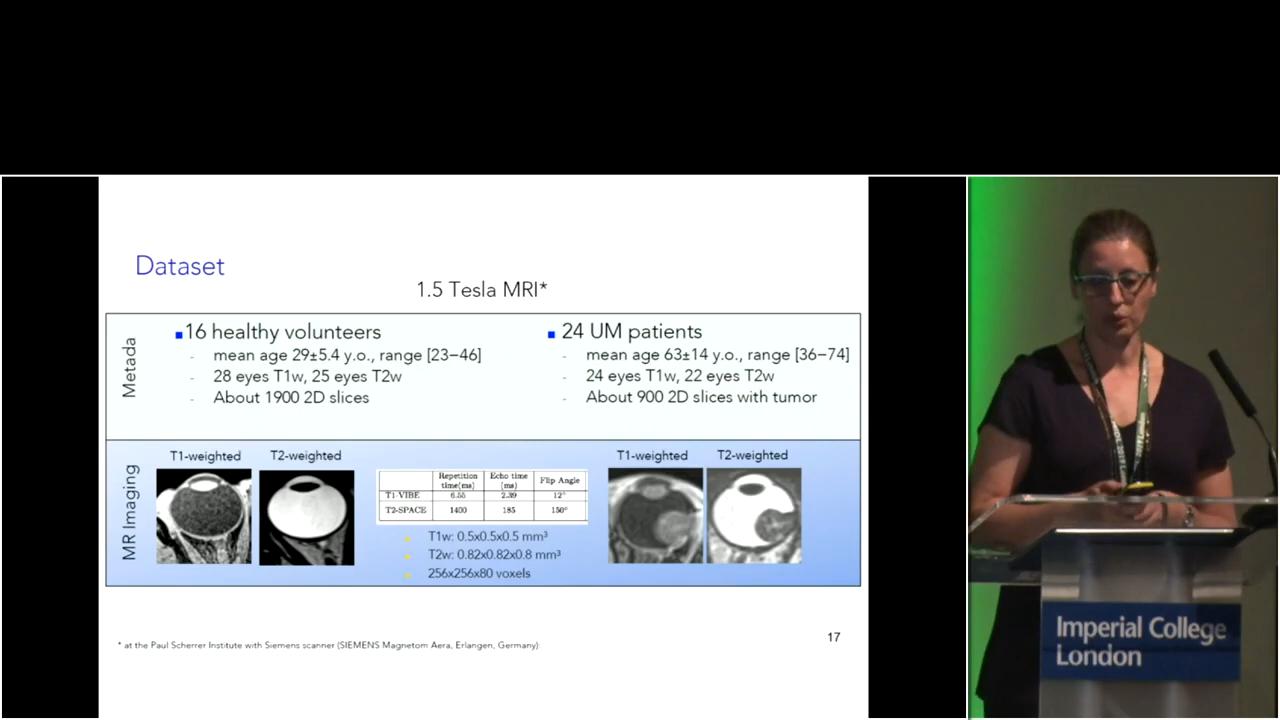 Dataset
1.5 Tesla MRI*
Metada
16 healthy volunteers
- mean age 29±5.4 y.o., range [23–46]
- 28 eyes T1w, 25 eyes T2w
- About 1900 2D slices
24 UM patients
- mean age 63±14 y.o., range [36–74]
- 24 eyes T1w, 22 eyes T2w
- About 900 2D slices with tumor
MR Imaging
T1-weighted T2-weighted
Repetition time(ms) Echo time (ms) Flip Angle
T1-VIBE 6.55 2.39 12°
T2-SPACE 1400 185 150°
T1w: 0.5x0.5x0.5 mm³
T2w: 0.82x0.82x0.8 mm³
256x256x80 voxels
T1-weighted T2-weighted
* at the Paul Scherrer Institute with Siemens scanner (SIEMENS Magnetom Aera, Erlangen, Germany)
17
Imperial College
London